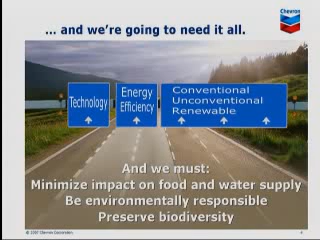 Chevron
... and we're going to need it all.
Technology
Energy
Efficiency
Conventional
Unconventional
Renewable
And we must:
Minimize impact on food and water supply
Be environmentally responsible
Preserve biodiversity
© 2007 Chevron Corporation